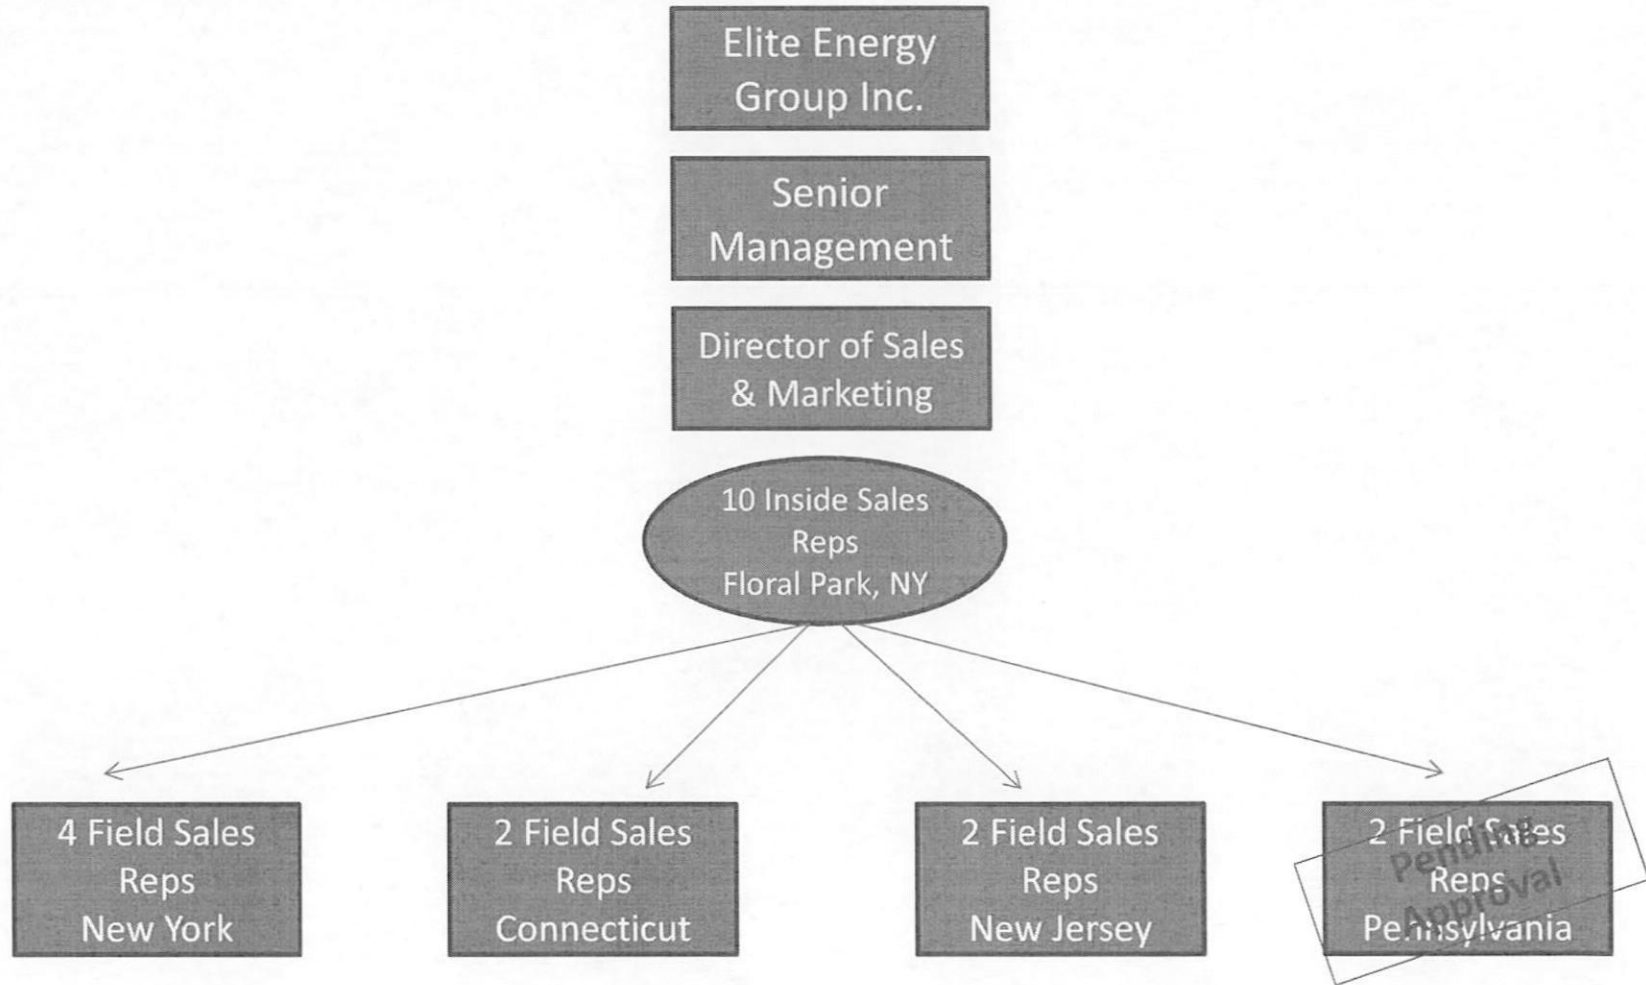 Elite Energy
Group Inc.
Senior
Management
Director of Sales
& Marketing
10 Inside Sales
Reps
Floral Park, NY
4 Field Sales
Reps
New York
2 Field Sales
Reps
Connecticut
2 Field Sales
Reps
New Jersey
2 Field Sales
Reps
Pennsylvania
Pending
Approval